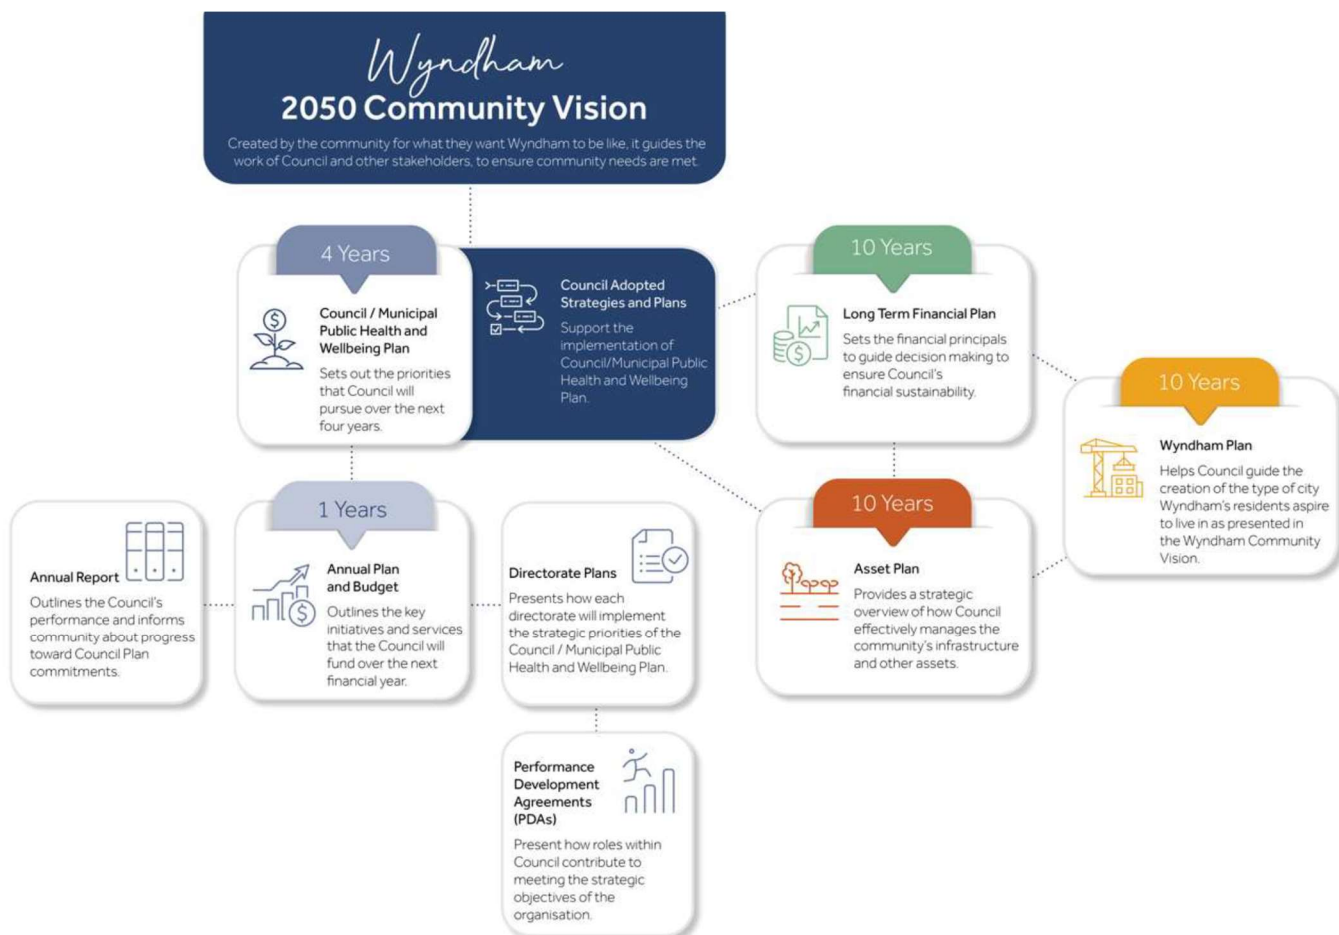 Wyndham
2050 Community Vision
Created by the community for what they want Wyndham to be like, it guides the
work of Council and other stakeholders, to ensure community needs are met.
4 Years
Council / Municipal
Public Health and
Wellbeing Plan
Sets out the priorities
that Council will
pursue over the next
four years.
Council Adopted
Strategies and Plans
Support the
implementation of
Council/Municipal Public
Health and Wellbeing
Plan.
10 Years
Long Term Financial Plan
Sets the financial principals
to guide decision making to
ensure Council's
financial sustainability.
10 Years
Wyndham Plan
Helps Council guide the
creation of the type of city
Wyndham's residents aspire
to live in as presented in
the Wyndham Community
Vision.
Annual Report
Outlines the Council's
performance and informs
community about progress
toward Council Plan
commitments.
1 Years
Annual Plan
and Budget
Outlines the key
initiatives and services
that the Council will
fund over the next
financial year.
Directorate Plans
Presents how each
directorate will implement
the strategic priorities of the
Council / Municipal Public
Health and Wellbeing Plan.
10 Years
Asset Plan
Provides a strategic
overview of how Council
effectively manages the
community's infrastructure
and other assets.
Performance
Development
Agreements
(PDAs)
Present how roles within
Council contribute to
meeting the strategic
objectives of the
organisation.